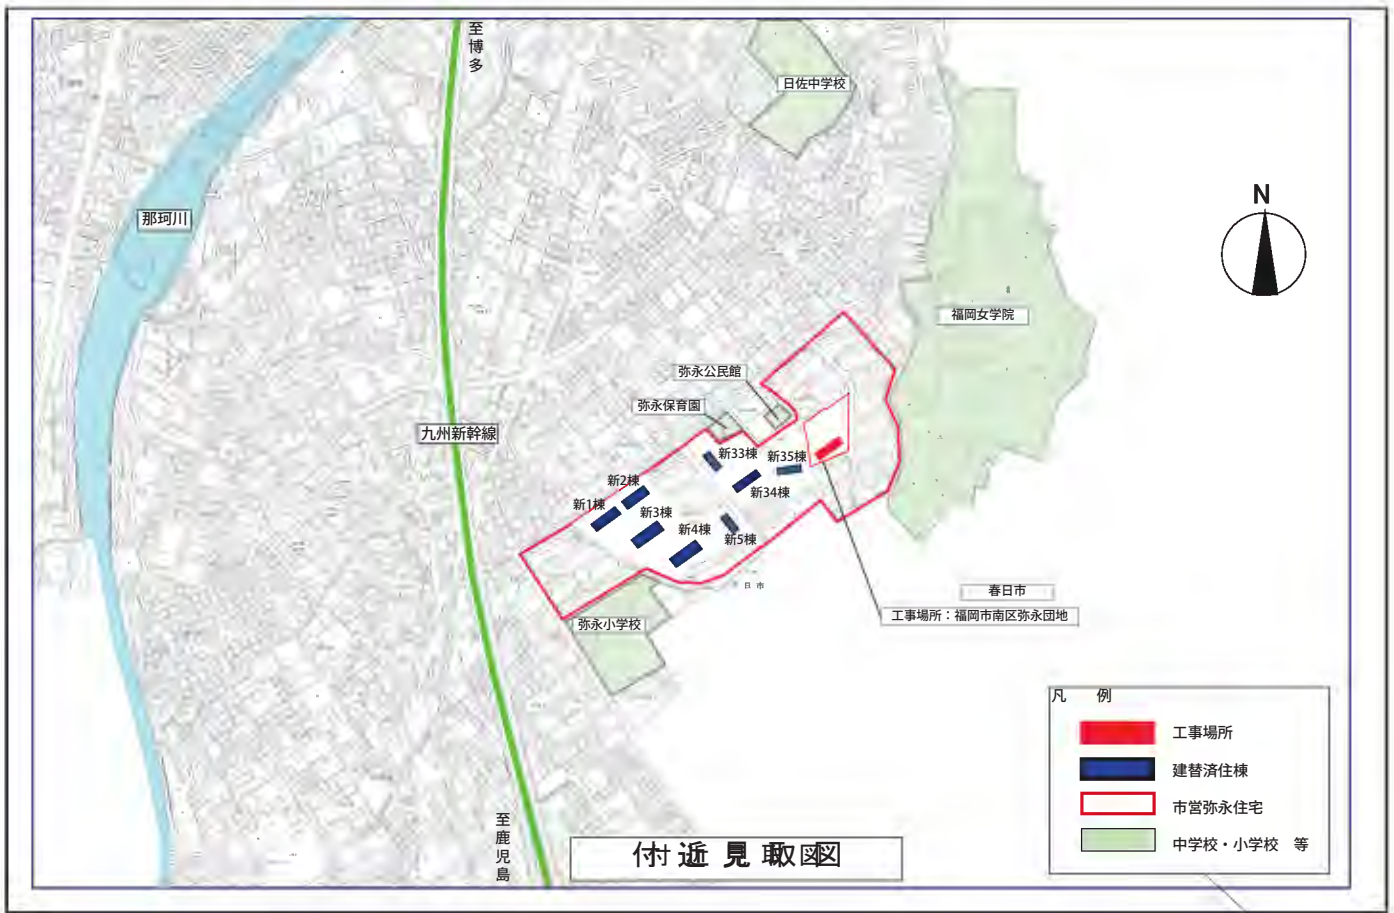 至博多
日佐中学校
那珂川
N
福岡女学院
弥永公民館
弥永保育園
九州新幹線
新33棟
新35棟
新2棟
新34棟
新1棟
新3棟
新4棟
新5棟
日市
春日市
工事場所：福岡市南区弥永団地
弥永小学校
凡 例
工事場所
建替済住棟
市営弥永住宅
中学校・小学校 等
至鹿児島
付近見取図